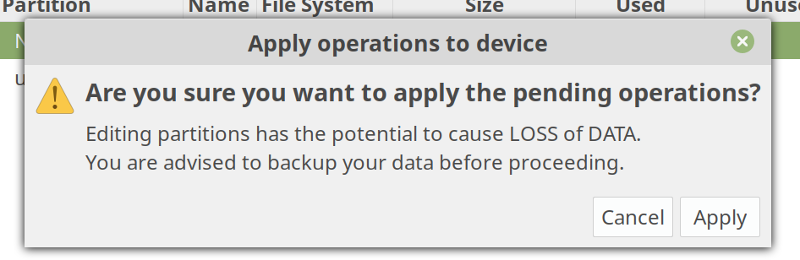 Partition Name File System Size Used
Apply operations to device
Are you sure you want to apply the pending operations?
Editing partitions has the potential to cause LOSS of DATA.
You are advised to backup your data before proceeding.
Cancel Apply